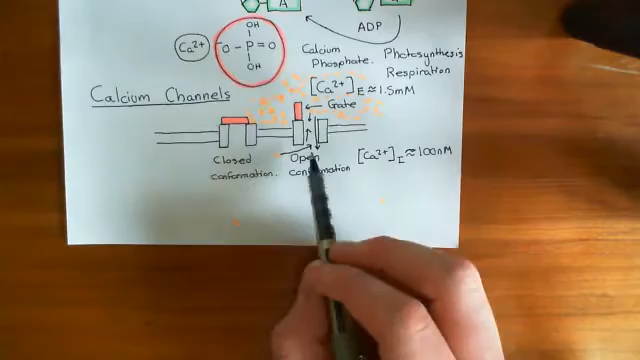 A
ADP
OH
Ca2+
⁻O - P = O
OH
Calcium
Phosphate.
Photosynthesis
Respiration
[Ca2+]E ≈ 1.5mM
Calcium Channels
Gate
Closed
conformation.
Open
conformation
[Ca2+]I ≈ 100nM